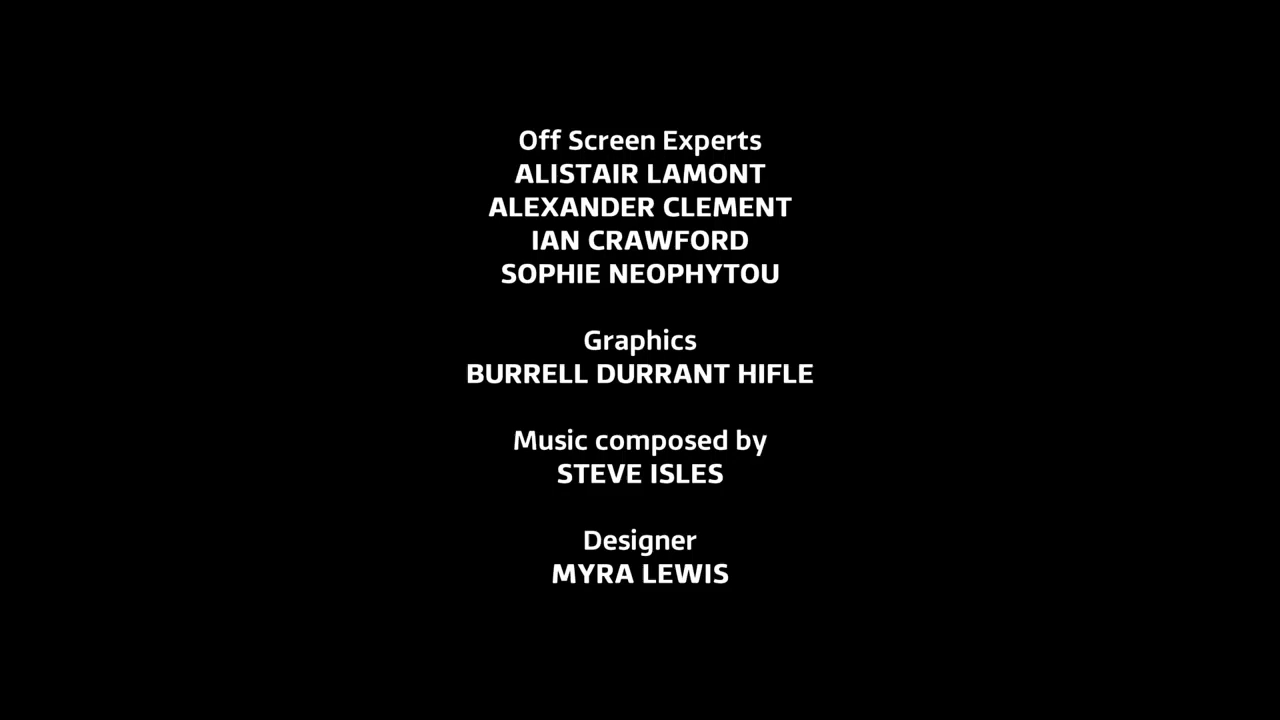 Off Screen Experts
ALISTAIR LAMONT
ALEXANDER CLEMENT
IAN CRAWFORD
SOPHIE NEOPHYTOU
Graphics
BURRELL DURRANT HIFLE
Music composed by
STEVE ISLES
Designer
MYRA LEWIS